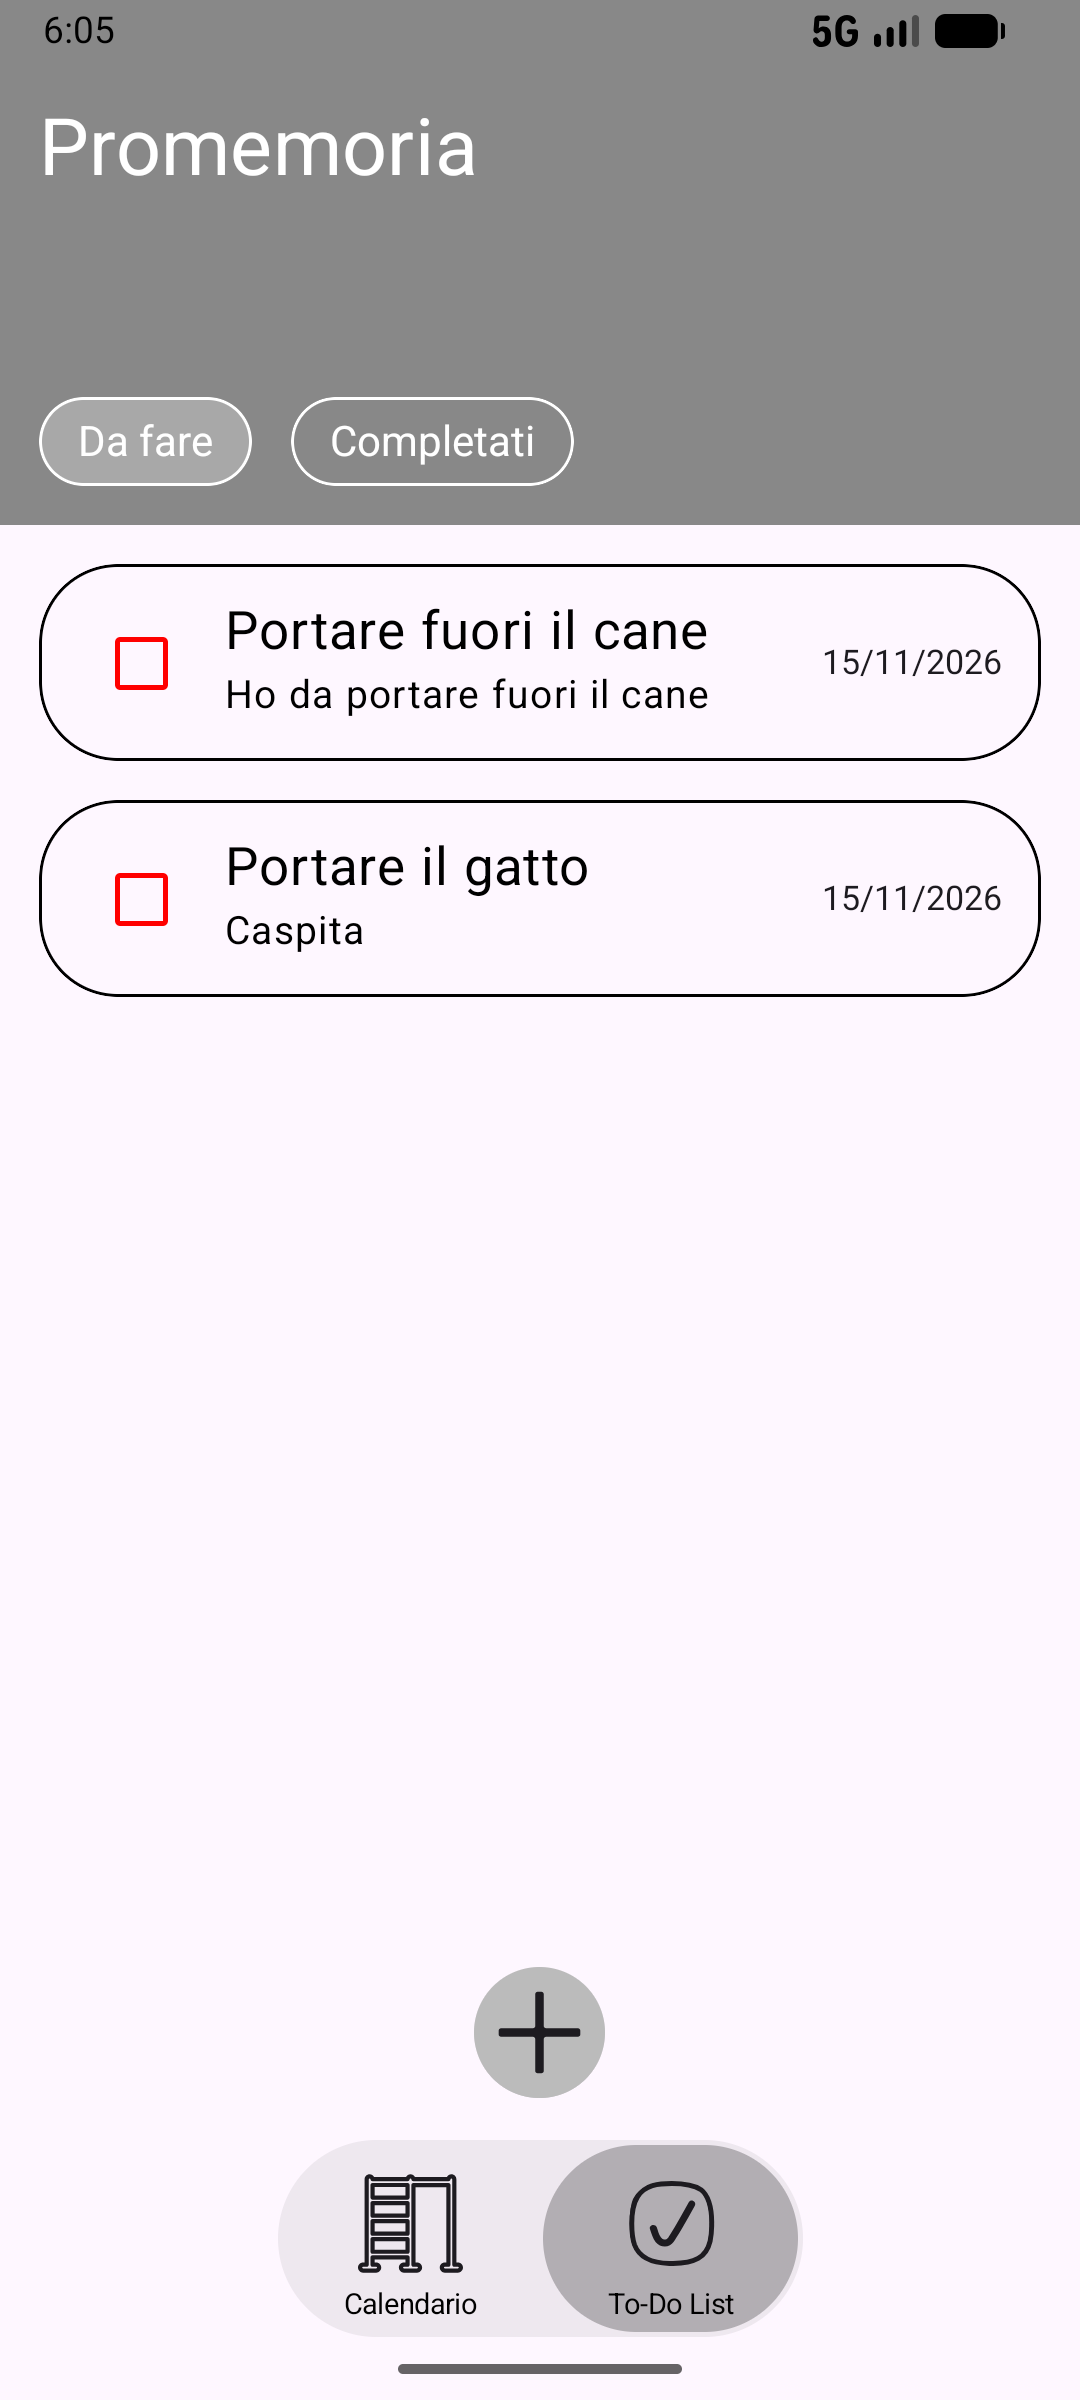 6:05
5G
Promemoria
Da fare
Completati
Portare fuori il cane
Ho da portare fuori il cane
15/11/2026
Portare il gatto
Caspita
15/11/2026
Calendario
To-Do List